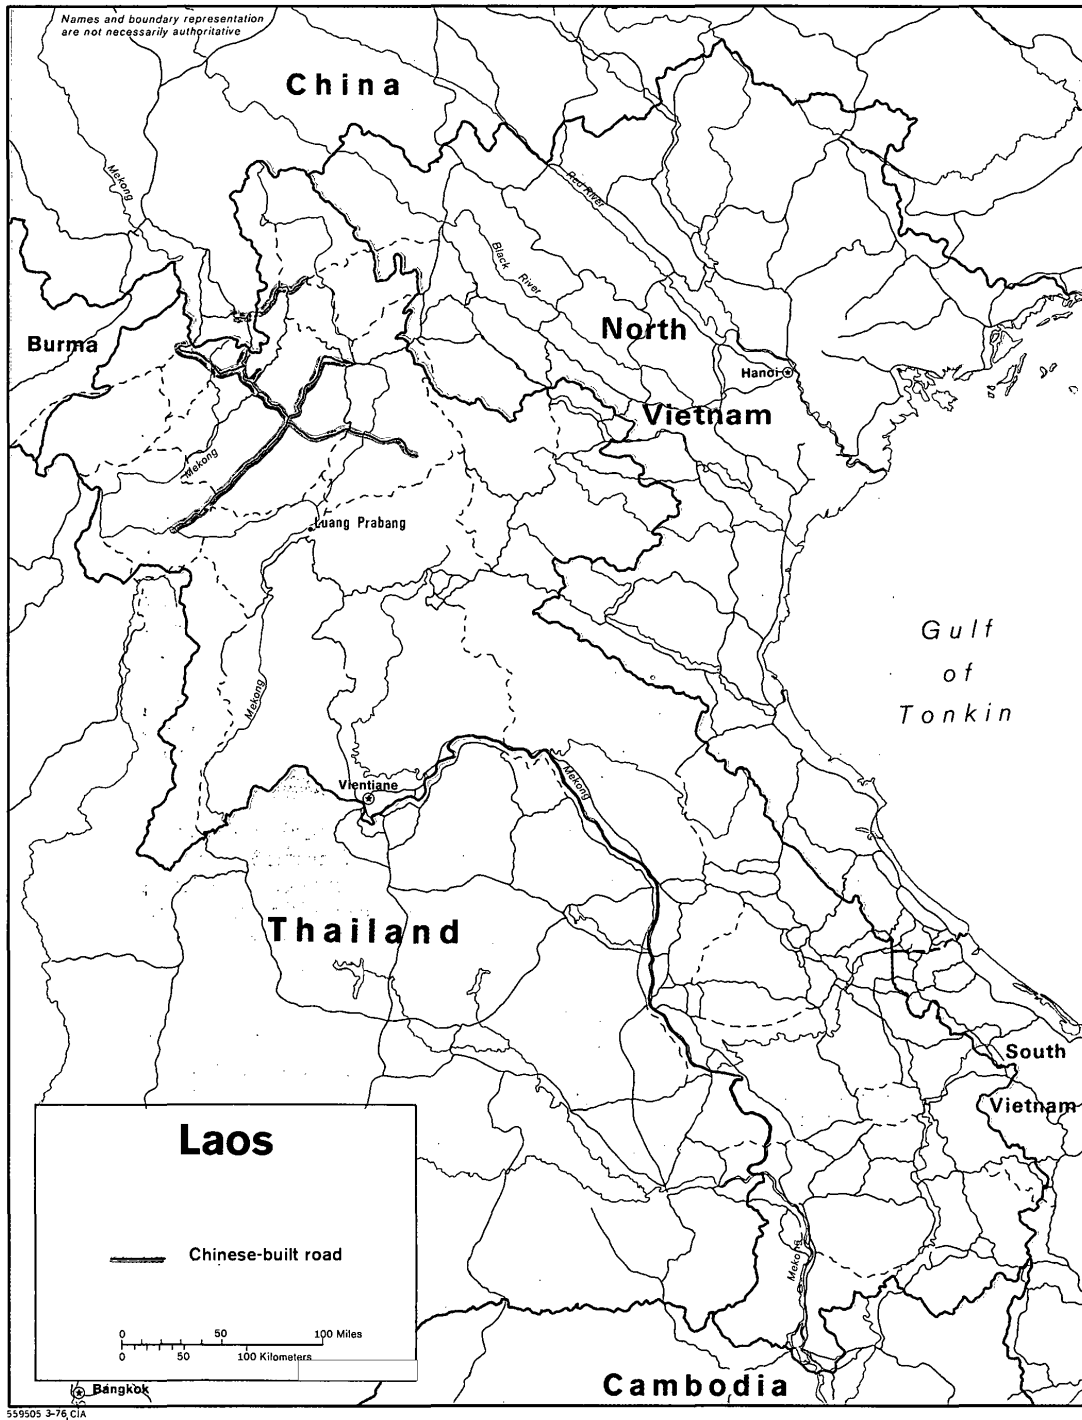 Names and boundary representation
are not necessarily authoritative
China
Mekong
Red River
Black River
Burma
North
Vietnam
Hanoi
Mekong
Luang Prabang
Gulf
of
Tonkin
Mekong
Vientiane
Mekong
Thailand
South
Vietnam
Laos
Chinese-built road
0 50 100 Miles
0 50 100 Kilometers
Mekong
Bangkok
Cambodia
559505 3-76 CIA